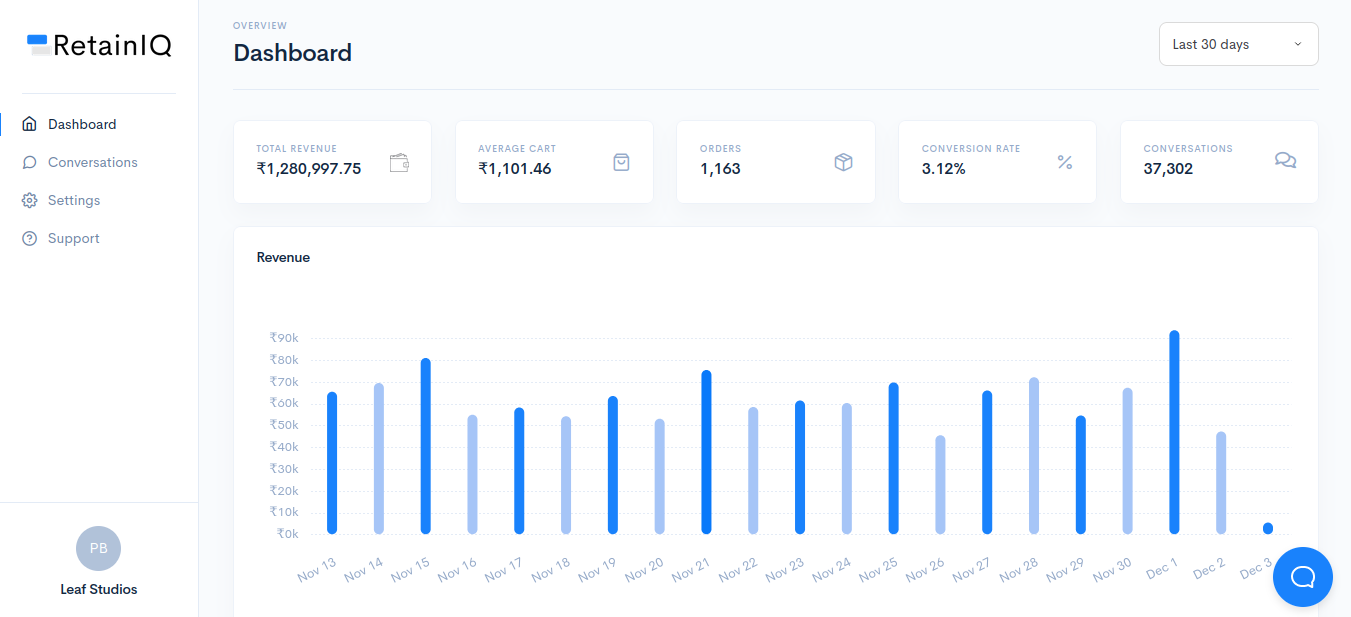 RetainIQ
Dashboard
Conversations
Settings
Support
PB
Leaf Studios
OVERVIEW
Dashboard
Last 30 days
TOTAL REVENUE
₹1,280,997.75
AVERAGE CART
₹1,101.46
ORDERS
1,163
CONVERSION RATE
3.12%
CONVERSATIONS
37,302
Revenue
₹90k
₹80k
₹70k
₹60k
₹50k
₹40k
₹30k
₹20k
₹10k
₹0k
Nov 13 Nov 14 Nov 15 Nov 16 Nov 17 Nov 18 Nov 19 Nov 20 Nov 21 Nov 22 Nov 23 Nov 24 Nov 25 Nov 26 Nov 27 Nov 28 Nov 29 Nov 30 Dec 1 Dec 2 Dec 3